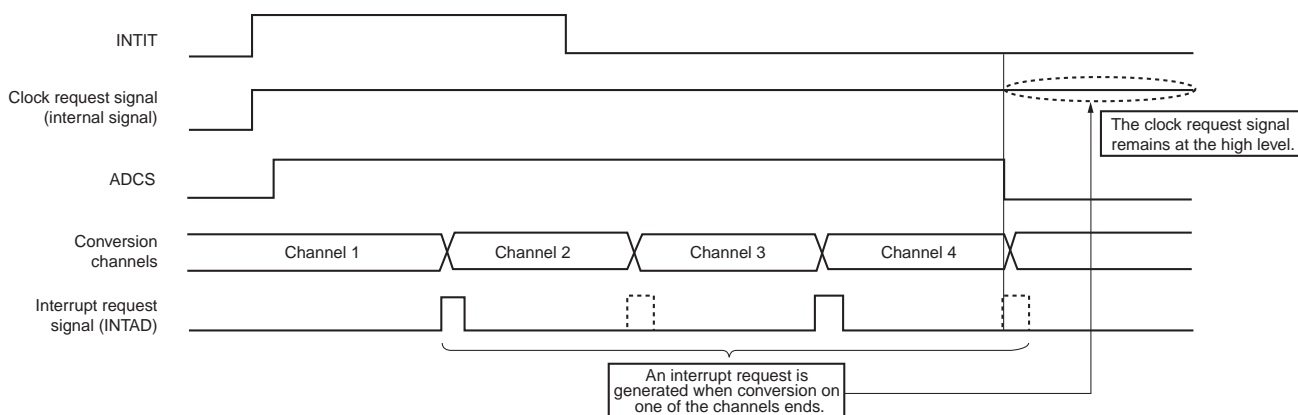 INTIT
Clock request signal
(internal signal)
The clock request signal
remains at the high level.
ADCS
Conversion
channels
Channel 1
Channel 2
Channel 3
Channel 4
Interrupt request
signal (INTAD)
An interrupt request is
generated when conversion on
one of the channels ends.